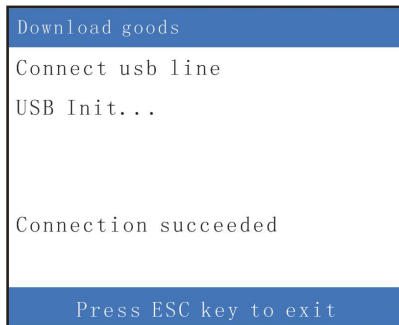 Download goods
Connect usb line
USB Init...
Connection succeeded
Press ESC key to exit